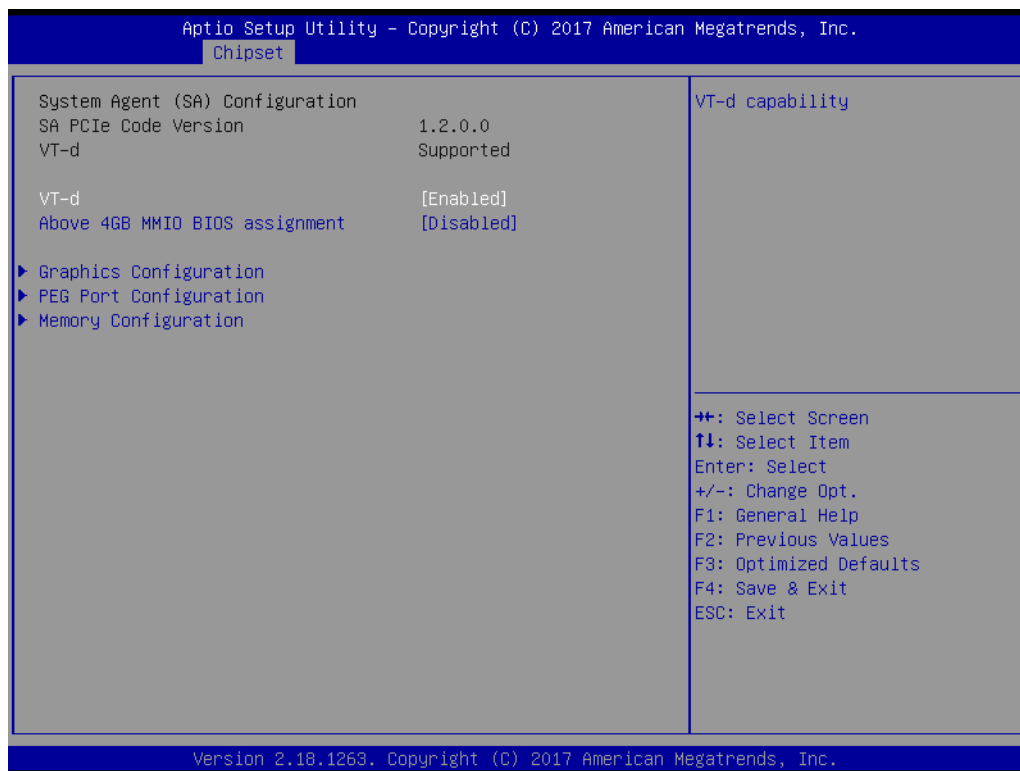 Aptio Setup Utility – Copyright (C) 2017 American Megatrends, Inc.
Chipset
System Agent (SA) Configuration
SA PCIe Code Version 1.2.0.0
VT-d Supported
VT-d [Enabled]
Above 4GB MMIO BIOS assignment [Disabled]
Graphics Configuration
PEG Port Configuration
Memory Configuration
VT-d capability
→←: Select Screen
↑↓: Select Item
Enter: Select
+/-: Change Opt.
F1: General Help
F2: Previous Values
F3: Optimized Defaults
F4: Save & Exit
ESC: Exit
Version 2.18.1263. Copyright (C) 2017 American Megatrends, Inc.